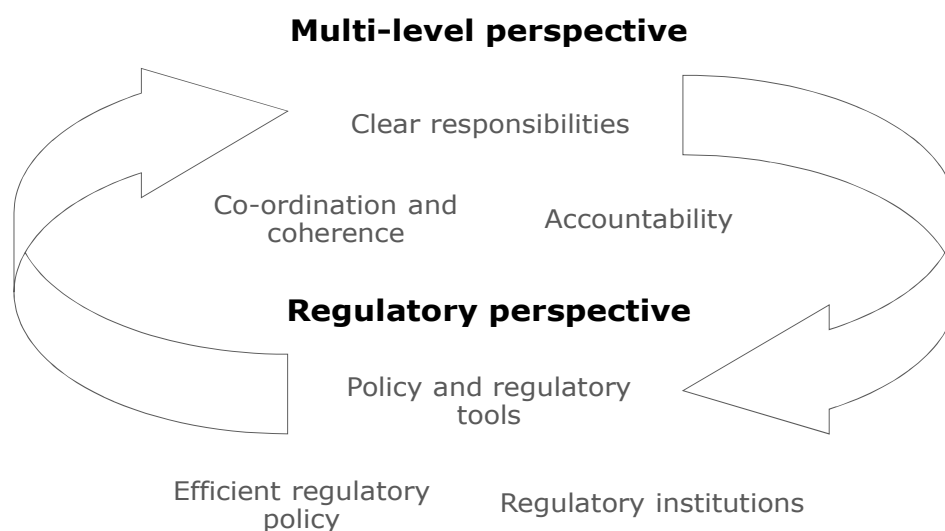 Multi-level perspective
Clear responsibilities
Co-ordination and
coherence
Accountability
Regulatory perspective
Policy and regulatory
tools
Efficient regulatory
policy
Regulatory institutions